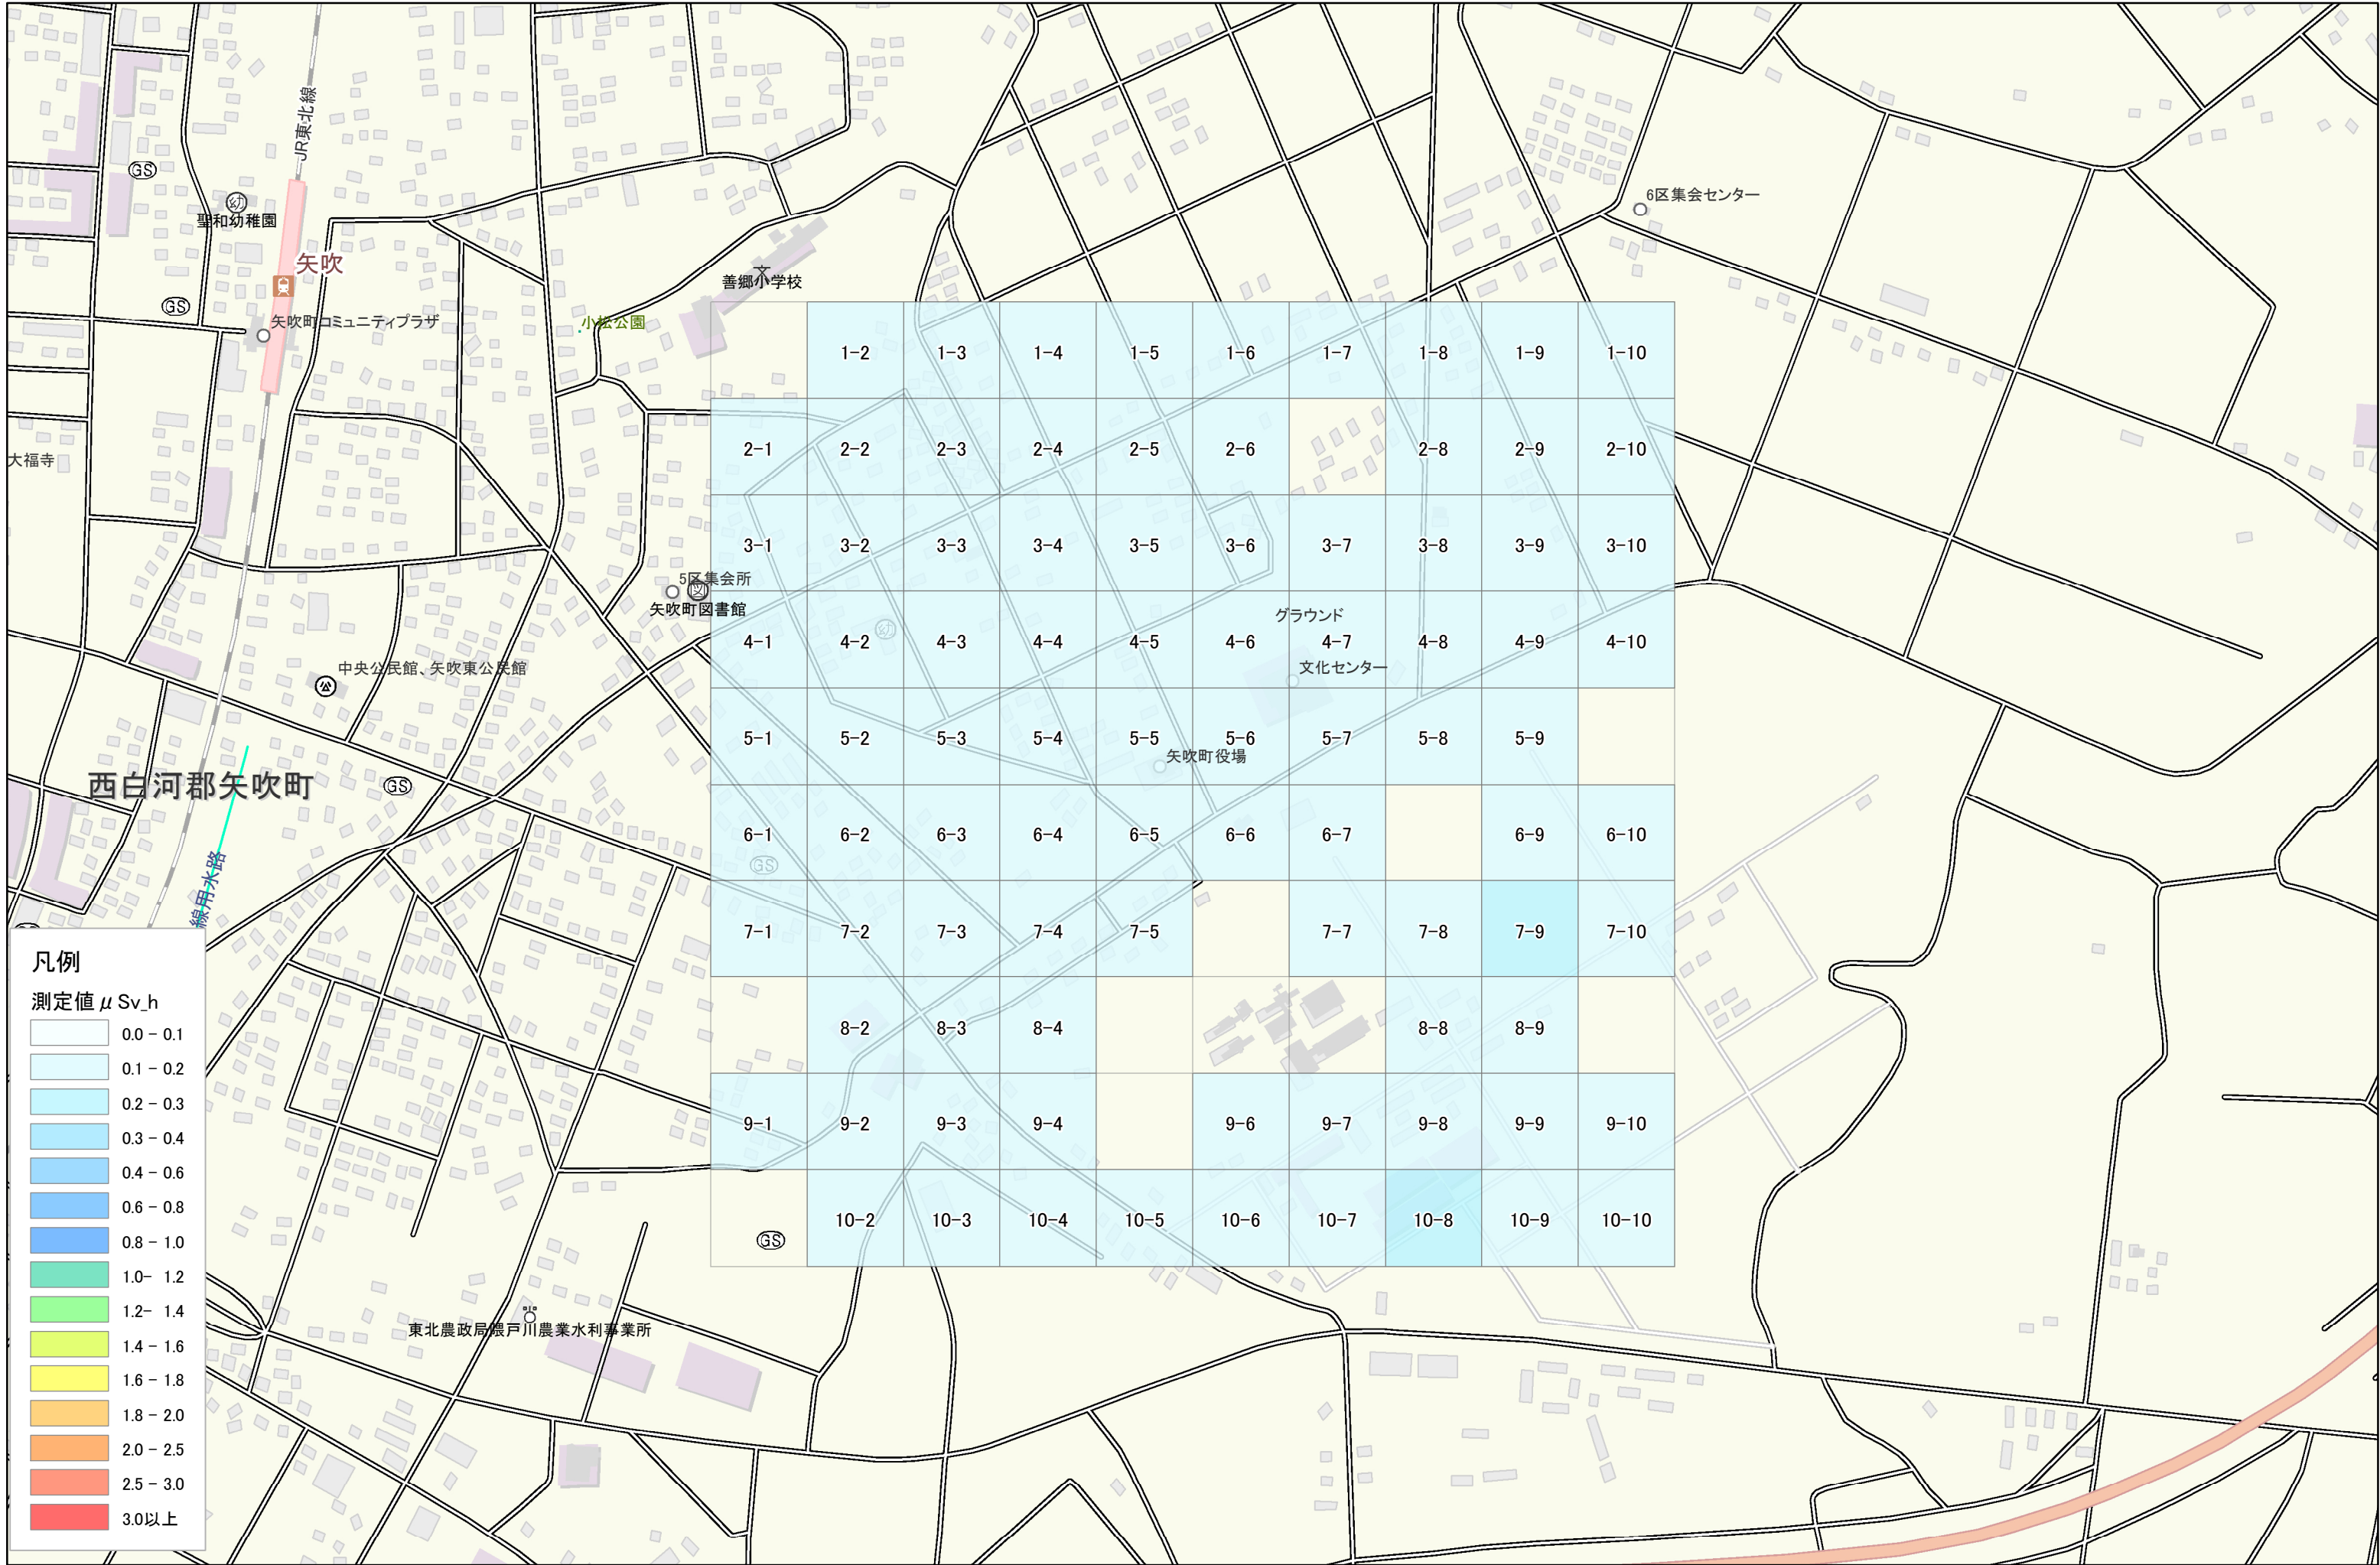 JR東北線
GS
幼
聖和幼稚園
6区集会センター
矢吹
文
善郷小学校
GS
矢吹町コミュニティプラザ
小松公園
1-2 1-3 1-4 1-5 1-6 1-7 1-8 1-9 1-10
大福寺
2-1 2-2 2-3 2-4 2-5 2-6 2-8 2-9 2-10
3-1 3-2 3-3 3-4 3-5 3-6 3-7 3-8 3-9 3-10
5区集会所
図
矢吹町図書館
グラウンド
幼
4-1 4-2 4-3 4-4 4-5 4-6 4-7 4-8 4-9 4-10
中央公民館、矢吹東公民館
公
文化センター
5-1 5-2 5-3 5-4 5-5 5-6 5-7 5-8 5-9
矢吹町役場
西白河郡矢吹町
GS
6-1 6-2 6-3 6-4 6-5 6-6 6-7 6-9 6-10
GS
線用水路
7-1 7-2 7-3 7-4 7-5 7-7 7-8 7-9 7-10
8-2 8-3 8-4 8-8 8-9
9-1 9-2 9-3 9-4 9-6 9-7 9-8 9-9 9-10
10-2 10-3 10-4 10-5 10-6 10-7 10-8 10-9 10-10
GS
東北農政局隈戸川農業水利事業所
凡例
測定値 μ Sv_h
0.0 - 0.1
0.1 - 0.2
0.2 - 0.3
0.3 - 0.4
0.4 - 0.6
0.6 - 0.8
0.8 - 1.0
1.0- 1.2
1.2- 1.4
1.4 - 1.6
1.6 - 1.8
1.8 - 2.0
2.0 - 2.5
2.5 - 3.0
3.0以上